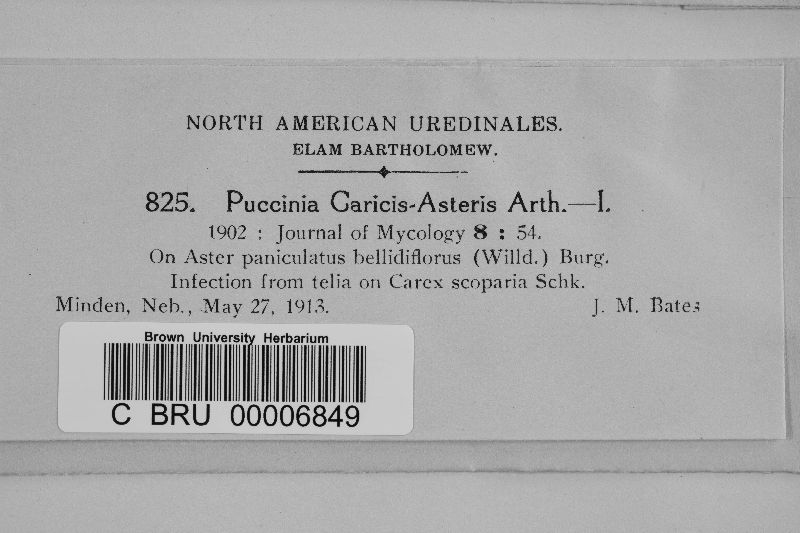 NORTH AMERICAN UREDINALES.
ELAM BARTHOLOMEW.
825. Puccinia Caricis-Asteris Arth.—I.
1902 : Journal of Mycology 8 : 54.
On Aster paniculatus bellidiflorus (Willd.) Burg.
Infection from telia on Carex scoparia Schk.
Minden, Neb., May 27, 1913. J. M. Bates
Brown University Herbarium
C BRU 00006849